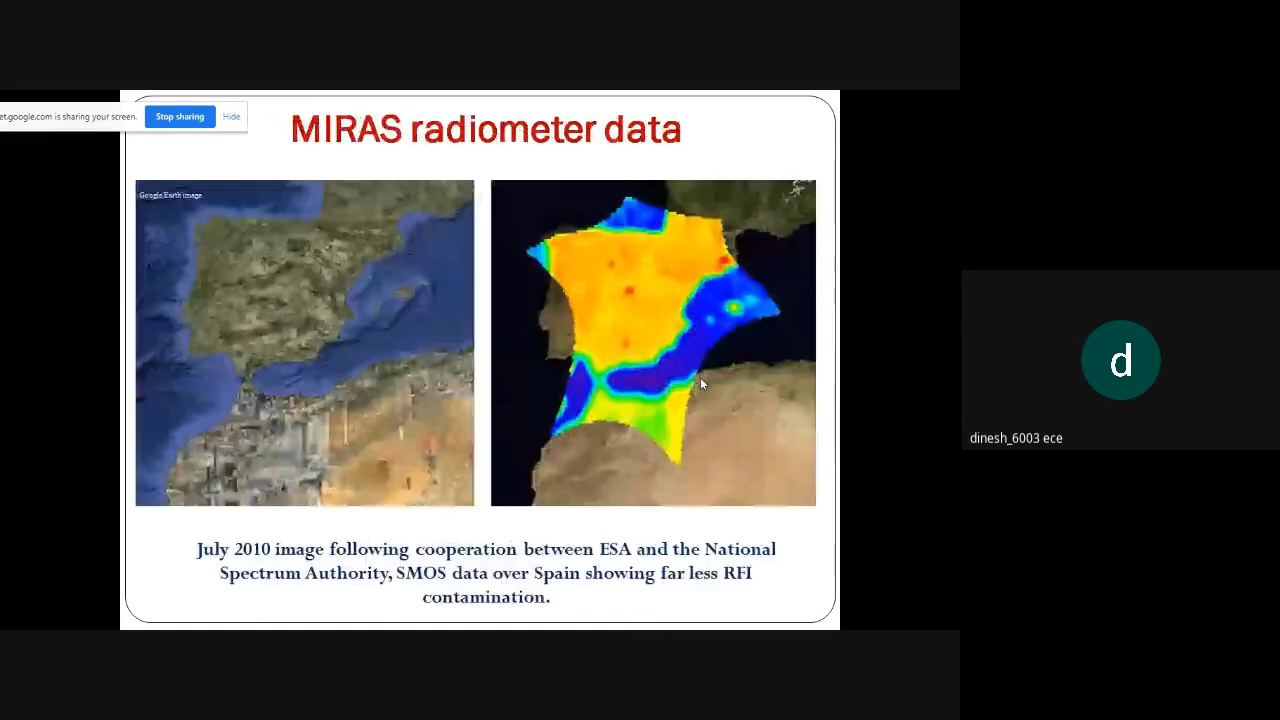 et.google.com is sharing your screen. Stop sharing Hide
MIRAS radiometer data
Google Earth image
July 2010 image following cooperation between ESA and the National
Spectrum Authority, SMOS data over Spain showing far less RFI
contamination.
d
dinesh_6003 ece